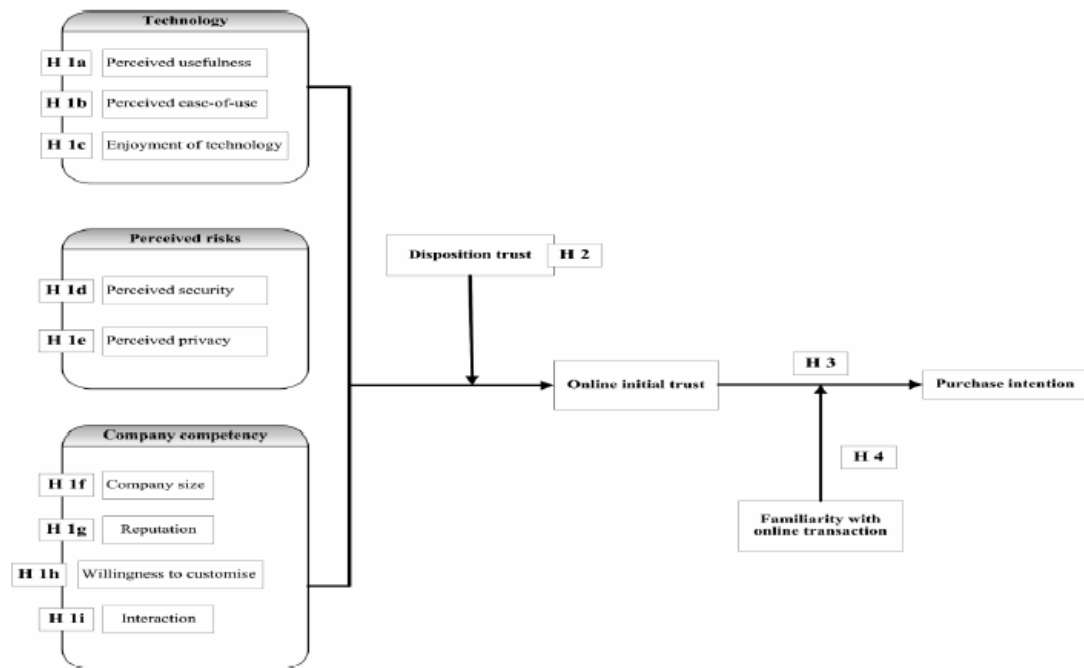 Technology
H 1a Perceived usefulness
H 1b Perceived ease-of-use
H 1c Enjoyment of technology
Perceived risks
H 1d Perceived security
H 1e Perceived privacy
Company competency
H 1f Company size
H 1g Reputation
H 1h Willingness to customise
H 1i Interaction
Disposition trust H 2
Online initial trust
H 3
Purchase intention
H 4
Familiarity with
online transaction